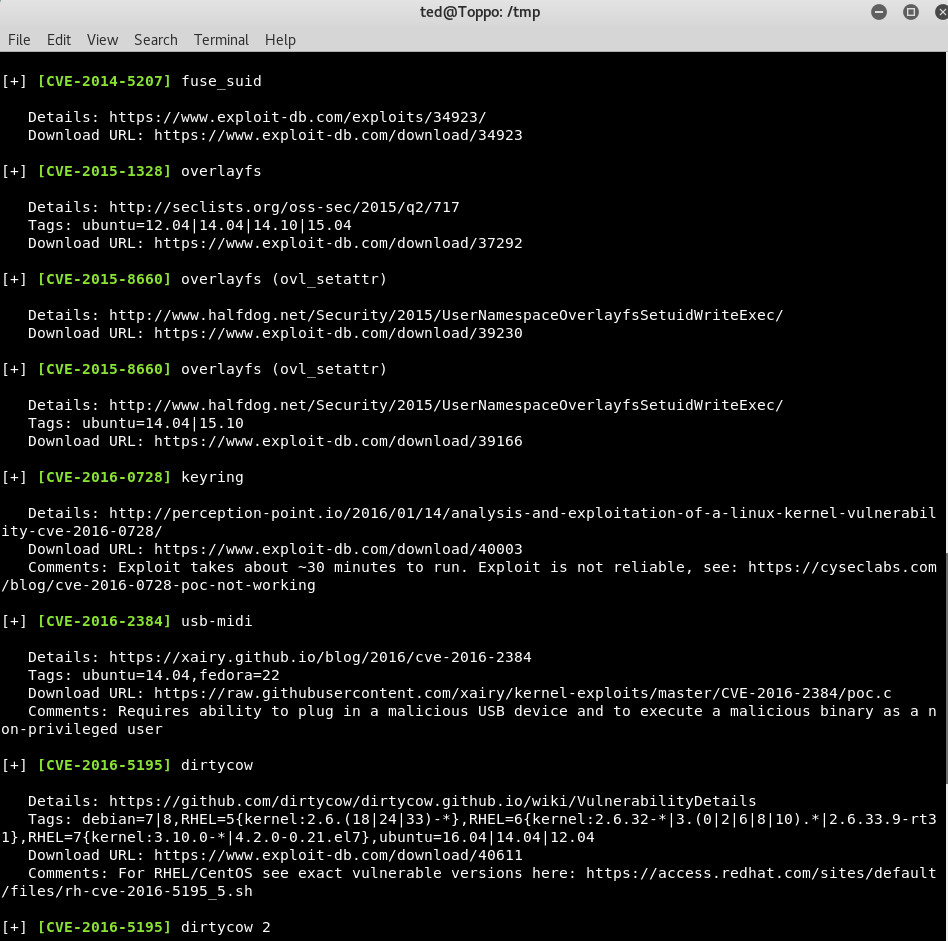 ted@Toppo: /tmp
File Edit View Search Terminal Help
[+] [CVE-2014-5207] fuse_suid
Details: https://www.exploit-db.com/exploits/34923/
Download URL: https://www.exploit-db.com/download/34923
[+] [CVE-2015-1328] overlayfs
Details: http://seclists.org/oss-sec/2015/q2/717
Tags: ubuntu=12.04|14.04|14.10|15.04
Download URL: https://www.exploit-db.com/download/37292
[+] [CVE-2015-8660] overlayfs (ovl_setattr)
Details: http://www.halfdog.net/Security/2015/UserNamespaceOverlayfsSetuidWriteExec/
Download URL: https://www.exploit-db.com/download/39230
[+] [CVE-2015-8660] overlayfs (ovl_setattr)
Details: http://www.halfdog.net/Security/2015/UserNamespaceOverlayfsSetuidWriteExec/
Tags: ubuntu=14.04|15.10
Download URL: https://www.exploit-db.com/download/39166
[+] [CVE-2016-0728] keyring
Details: http://perception-point.io/2016/01/14/analysis-and-exploitation-of-a-linux-kernel-vulnerabil
ity-cve-2016-0728/
Download URL: https://www.exploit-db.com/download/40003
Comments: Exploit takes about ~30 minutes to run. Exploit is not reliable, see: https://cyseclabs.com
/blog/cve-2016-0728-poc-not-working
[+] [CVE-2016-2384] usb-midi
Details: https://xairy.github.io/blog/2016/cve-2016-2384
Tags: ubuntu=14.04,fedora=22
Download URL: https://raw.githubusercontent.com/xairy/kernel-exploits/master/CVE-2016-2384/poc.c
Comments: Requires ability to plug in a malicious USB device and to execute a malicious binary as a n
on-privileged user
[+] [CVE-2016-5195] dirtycow
Details: https://github.com/dirtycow/dirtycow.github.io/wiki/VulnerabilityDetails
Tags: debian=7|8,RHEL=5{kernel:2.6.(18|24|33)-*},RHEL=6{kernel:2.6.32-*|3.(0|2|6|8|10).*|2.6.33.9-rt3
1},RHEL=7{kernel:3.10.0-*|4.2.0-0.21.el7},ubuntu=16.04|14.04|12.04
Download URL: https://www.exploit-db.com/download/40611
Comments: For RHEL/CentOS see exact vulnerable versions here: https://access.redhat.com/sites/default
/files/rh-cve-2016-5195_5.sh
[+] [CVE-2016-5195] dirtycow 2